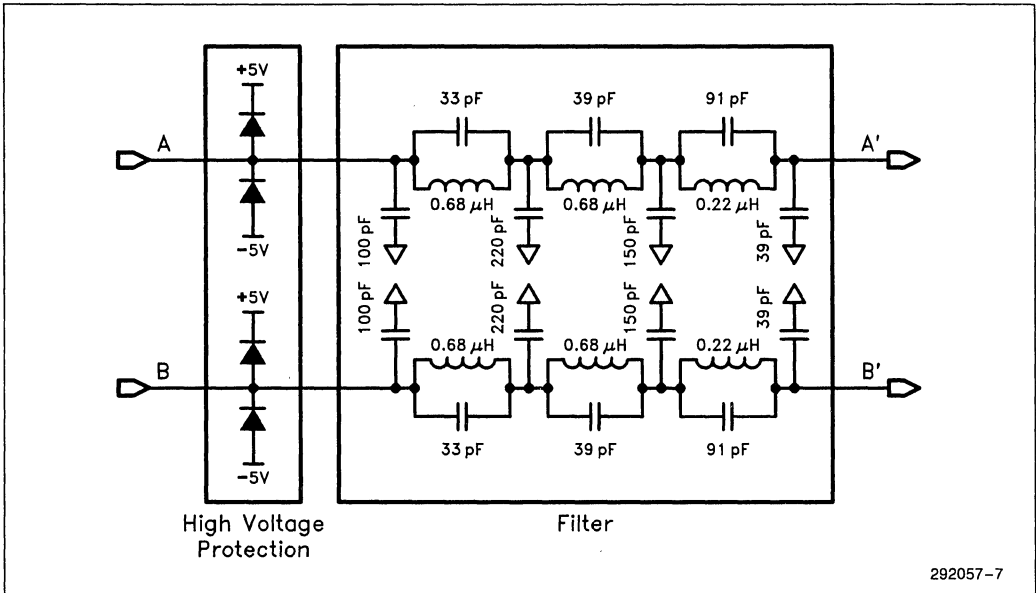 +5V
33 pF
39 pF
91 pF
A
A'
0.68 μH
0.68 μH
0.22 μH
-5V
100 pF
220 pF
150 pF
39 pF
+5V
100 pF
220 pF
150 pF
39 pF
0.68 μH
0.68 μH
0.22 μH
B
B'
33 pF
39 pF
91 pF
-5V
High Voltage
Protection
Filter
292057-7